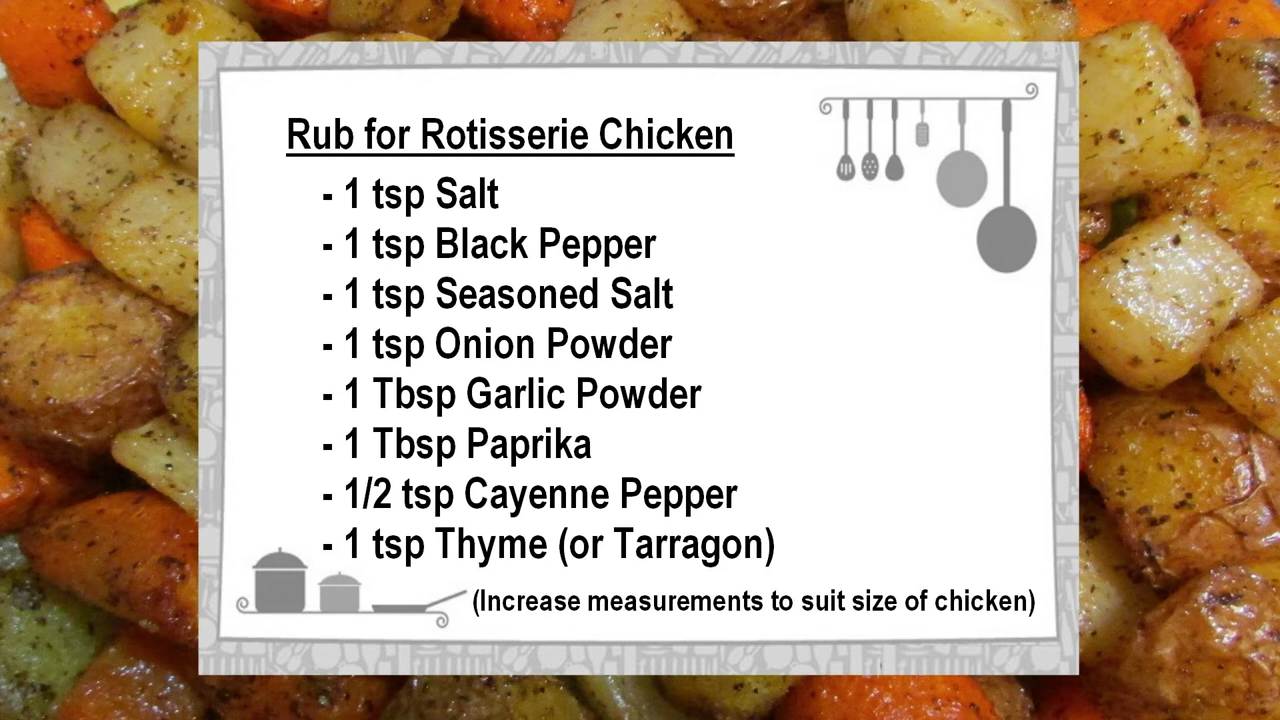 Rub for Rotisserie Chicken
- 1 tsp Salt
- 1 tsp Black Pepper
- 1 tsp Seasoned Salt
- 1 tsp Onion Powder
- 1 Tbsp Garlic Powder
- 1 Tbsp Paprika
- 1/2 tsp Cayenne Pepper
- 1 tsp Thyme (or Tarragon)
(Increase measurements to suit size of chicken)